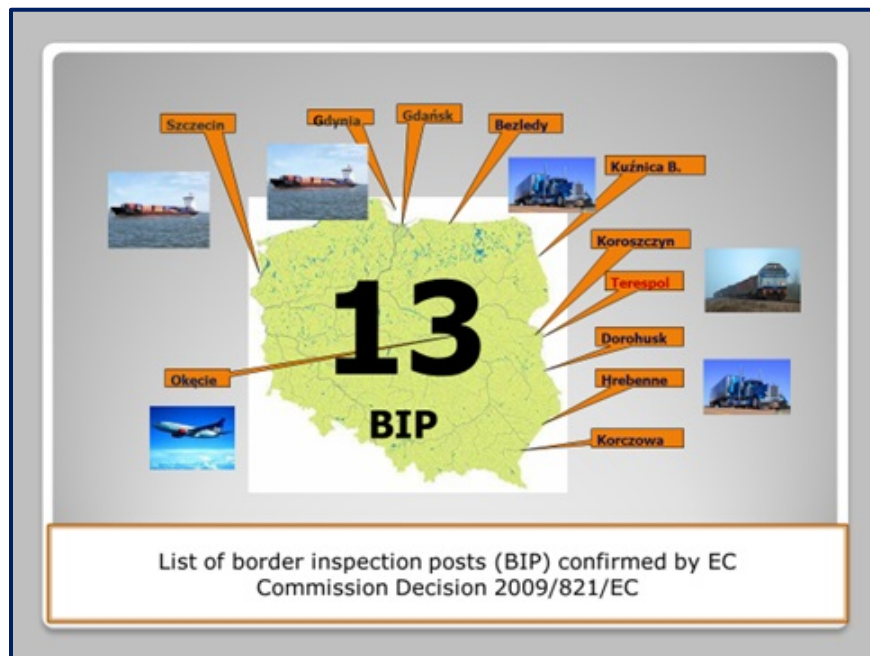 Szczecin
Gdynia
Gdańsk
Bezledy
Kuźnica B.
Koroszczyn
Terespol
Dorohusk
Hrebenne
Korczowa
Okęcie
13
BIP
List of border inspection posts (BIP) confirmed by EC
Commission Decision 2009/821/EC